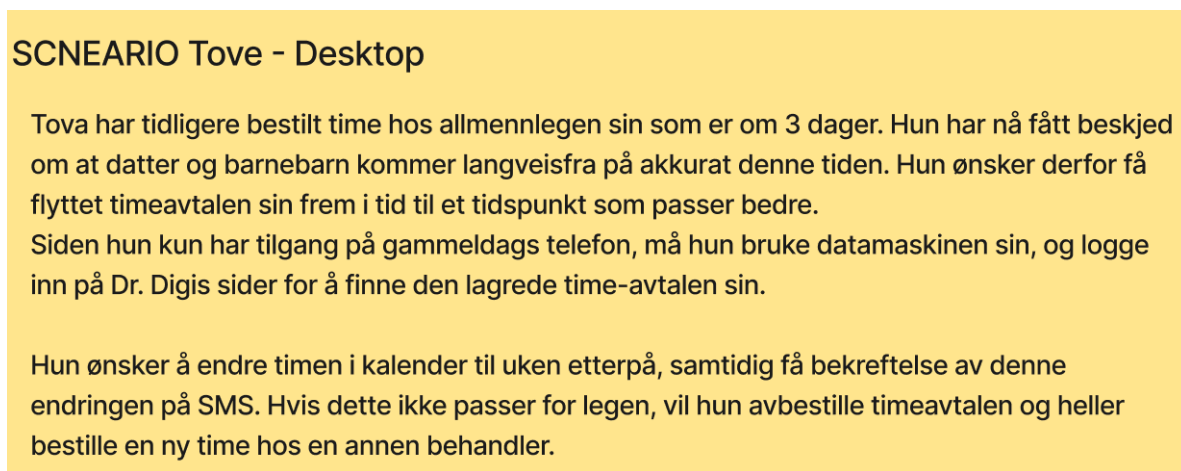 SCNEARIO Tove - Desktop
Tova har tidligere bestilt time hos allmennlegen sin som er om 3 dager. Hun har nå fått beskjed
om at datter og barnebarn kommer langveisfra på akkurat denne tiden. Hun ønsker derfor få
flyttet timeavtalen sin frem i tid til et tidspunkt som passer bedre.
Siden hun kun har tilgang på gammeldags telefon, må hun bruke datamaskinen sin, og logge
inn på Dr. Digis sider for å finne den lagrede time-avtalen sin.
Hun ønsker å endre timen i kalender til uken etterpå, samtidig få bekreftelse av denne
endringen på SMS. Hvis dette ikke passer for legen, vil hun avbestille timeavtalen og heller
bestille en ny time hos en annen behandler.